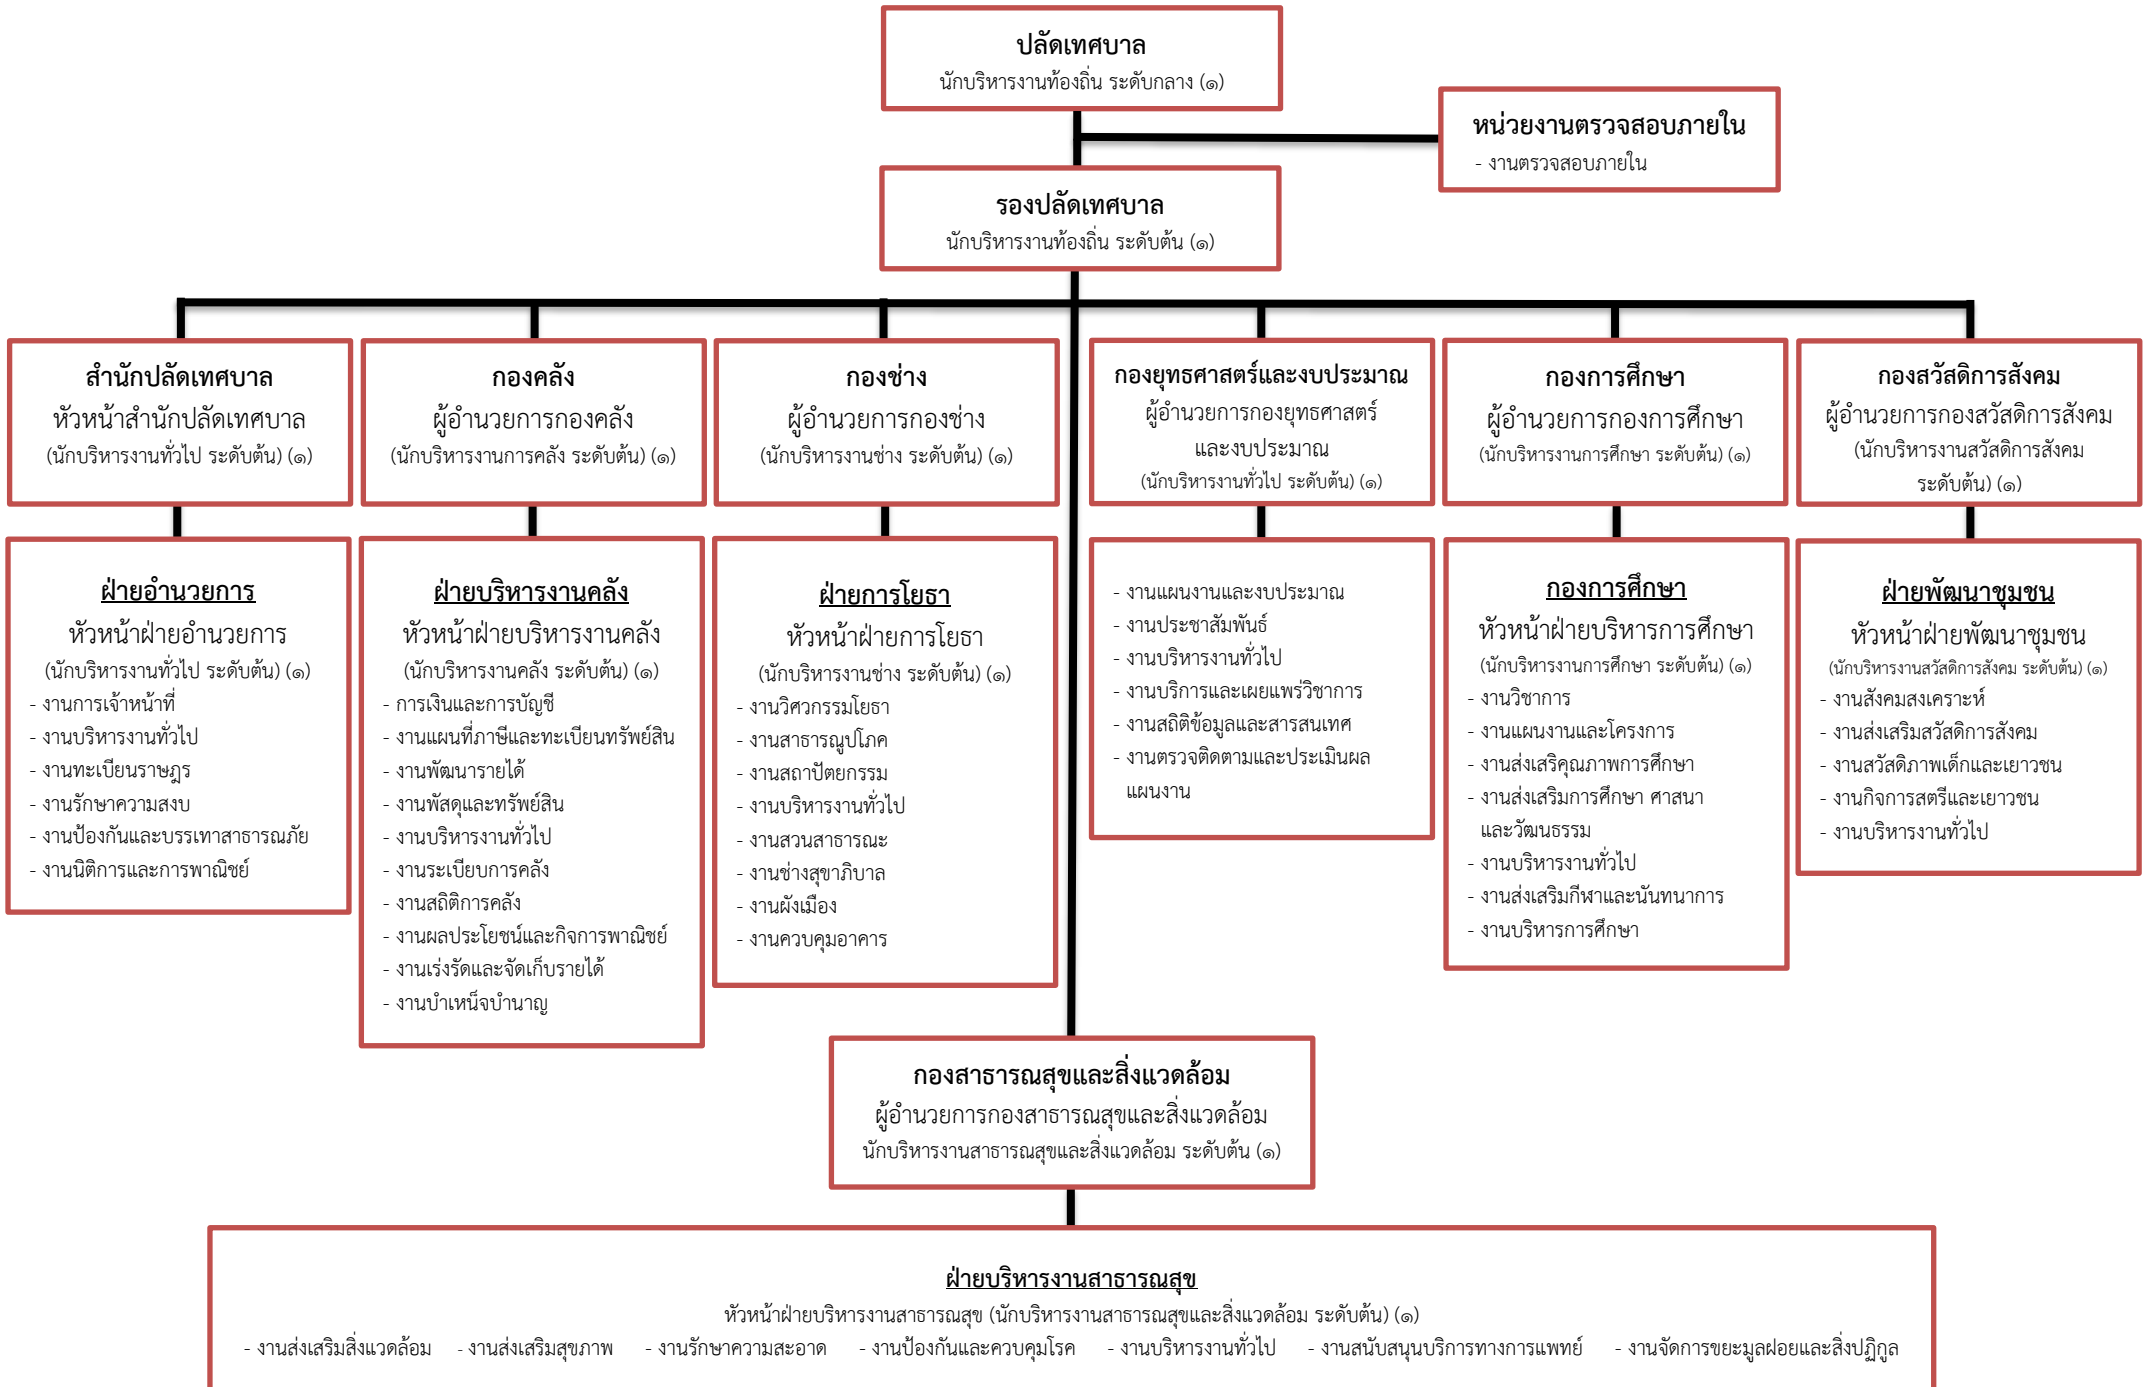 ปลัดเทศบาล
นักบริหารงานท้องถิ่น ระดับกลาง (๑)
หน่วยงานตรวจสอบภายใน
- งานตรวจสอบภายใน
รองปลัดเทศบาล
นักบริหารงานท้องถิ่น ระดับต้น (๑)
สำนักปลัดเทศบาล
หัวหน้าสำนักปลัดเทศบาล
(นักบริหารงานทั่วไป ระดับต้น) (๑)
กองคลัง
ผู้อำนวยการกองคลัง
(นักบริหารงานการคลัง ระดับต้น) (๑)
กองช่าง
ผู้อำนวยการกองช่าง
(นักบริหารงานช่าง ระดับต้น) (๑)
กองยุทธศาสตร์และงบประมาณ
ผู้อำนวยการกองยุทธศาสตร์
และงบประมาณ
(นักบริหารงานทั่วไป ระดับต้น) (๑)
กองการศึกษา
ผู้อำนวยการกองการศึกษา
(นักบริหารงานการศึกษา ระดับต้น) (๑)
กองสวัสดิการสังคม
ผู้อำนวยการกองสวัสดิการสังคม
(นักบริหารงานสวัสดิการสังคม
ระดับต้น) (๑)
ฝ่ายอำนวยการ
หัวหน้าฝ่ายอำนวยการ
(นักบริหารงานทั่วไป ระดับต้น) (๑)
- งานการเจ้าหน้าที่
- งานบริหารงานทั่วไป
- งานทะเบียนราษฎร
- งานรักษาความสงบ
- งานป้องกันและบรรเทาสาธารณภัย
- งานนิติการและการพาณิชย์
ฝ่ายบริหารงานคลัง
หัวหน้าฝ่ายบริหารงานคลัง
(นักบริหารงานคลัง ระดับต้น) (๑)
- การเงินและการบัญชี
- งานแผนที่ภาษีและทะเบียนทรัพย์สิน
- งานพัฒนารายได้
- งานพัสดุและทรัพย์สิน
- งานบริหารงานทั่วไป
- งานระเบียบการคลัง
- งานสถิติการคลัง
- งานผลประโยชน์และกิจการพาณิชย์
- งานเร่งรัดและจัดเก็บรายได้
- งานบำเหน็จบำนาญ
ฝ่ายการโยธา
หัวหน้าฝ่ายการโยธา
(นักบริหารงานช่าง ระดับต้น) (๑)
- งานวิศวกรรมโยธา
- งานสาธารณูปโภค
- งานสถาปัตยกรรม
- งานบริหารงานทั่วไป
- งานสวนสาธารณะ
- งานช่างสุขาภิบาล
- งานผังเมือง
- งานควบคุมอาคาร
- งานแผนงานและงบประมาณ
- งานประชาสัมพันธ์
- งานบริหารงานทั่วไป
- งานบริการและเผยแพร่วิชาการ
- งานสถิติข้อมูลและสารสนเทศ
- งานตรวจติดตามและประเมินผล
แผนงาน
กองการศึกษา
หัวหน้าฝ่ายบริหารการศึกษา
(นักบริหารงานการศึกษา ระดับต้น) (๑)
- งานวิชาการ
- งานแผนงานและโครงการ
- งานส่งเสริคุณภาพการศึกษา
- งานส่งเสริมการศึกษา ศาสนา
และวัฒนธรรม
- งานบริหารงานทั่วไป
- งานส่งเสริมกีฬาและนันทนาการ
- งานบริหารการศึกษา
ฝ่ายพัฒนาชุมชน
หัวหน้าฝ่ายพัฒนาชุมชน
(นักบริหารงานสวัสดิการสังคม ระดับต้น) (๑)
- งานสังคมสงเคราะห์
- งานส่งเสริมสวัสดิการสังคม
- งานสวัสดิภาพเด็กและเยาวชน
- งานกิจการสตรีและเยาวชน
- งานบริหารงานทั่วไป
กองสาธารณสุขและสิ่งแวดล้อม
ผู้อำนวยการกองสาธารณสุขและสิ่งแวดล้อม
นักบริหารงานสาธารณสุขและสิ่งแวดล้อม ระดับต้น (๑)
ฝ่ายบริหารงานสาธารณสุข
หัวหน้าฝ่ายบริหารงานสาธารณสุข (นักบริหารงานสาธารณสุขและสิ่งแวดล้อม ระดับต้น) (๑)
- งานส่งเสริมสิ่งแวดล้อม - งานส่งเสริมสุขภาพ - งานรักษาความสะอาด - งานป้องกันและควบคุมโรค - งานบริหารงานทั่วไป - งานสนับสนุนบริการทางการแพทย์ - งานจัดการขยะมูลฝอยและสิ่งปฏิกูล